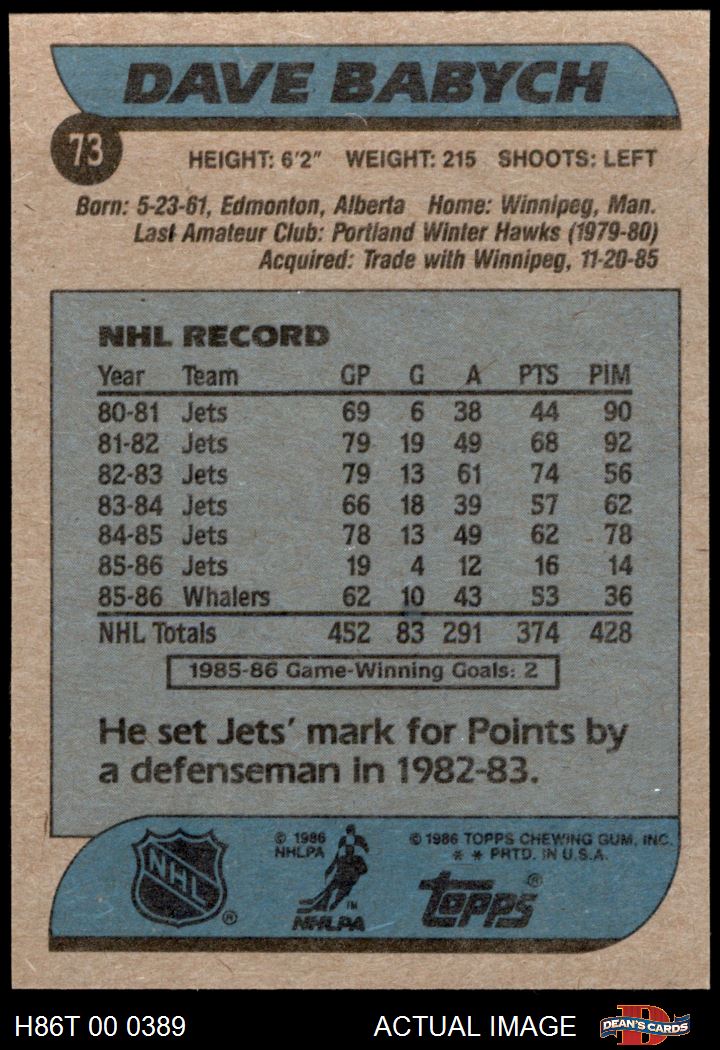 DAVE BABYCH
73
HEIGHT: 6'2" WEIGHT: 215 SHOOTS: LEFT
Born: 5-23-61, Edmonton, Alberta Home: Winnipeg, Man.
Last Amateur Club: Portland Winter Hawks (1979-80)
Acquired: Trade with Winnipeg, 11-20-85
NHL RECORD
Year Team GP G A PTS PIM
80-81 Jets 69 6 38 44 90
81-82 Jets 79 19 49 68 92
82-83 Jets 79 13 61 74 56
83-84 Jets 66 18 39 57 62
84-85 Jets 78 13 49 62 78
85-86 Jets 19 4 12 16 14
85-86 Whalers 62 10 43 53 36
NHL Totals 452 83 291 374 428
1985-86 Game-Winning Goals: 2
He set Jets' mark for Points by
a defenseman in 1982-83.
NHL ®
© 1986
NHLPA
TM
NHLPA
© 1986 TOPPS CHEWING GUM, INC.
* * PRTD. IN U.S.A.
topps ®
H86T 00 0389 ACTUAL IMAGE
D
DEAN'S CARDS